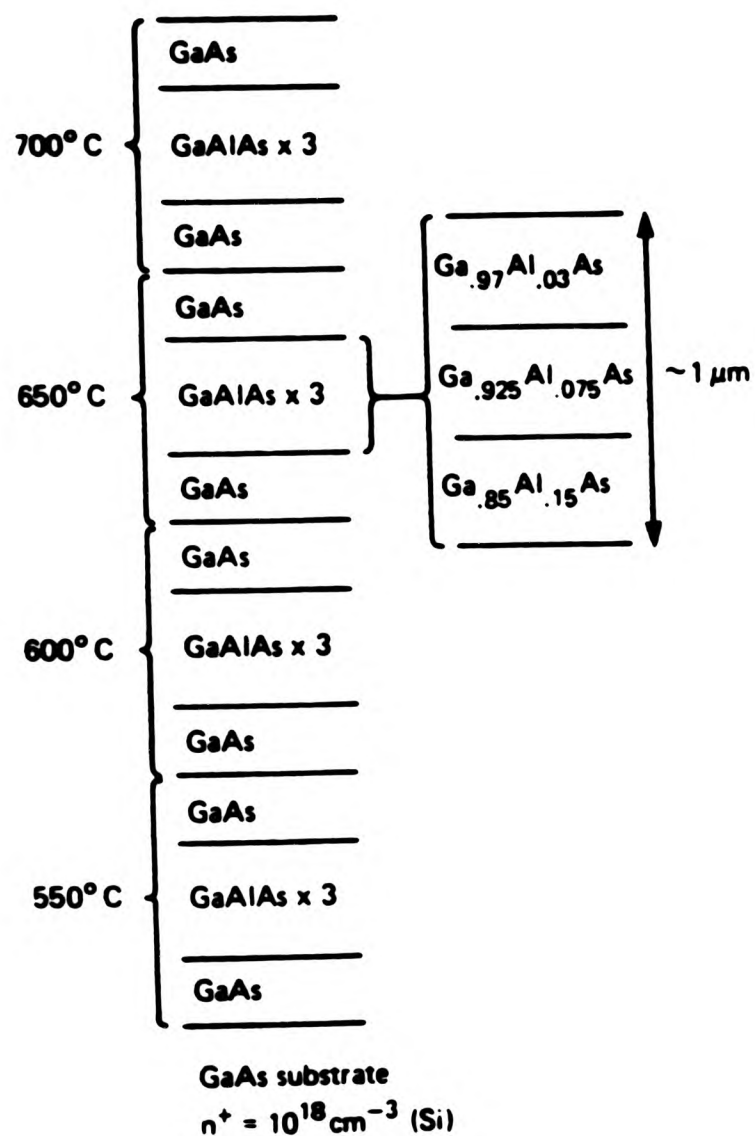 GaAs
700° C
GaAlAs x 3
GaAs
GaAs
650° C
GaAlAs x 3
GaAs
Ga.97Al.03As
Ga.925Al.075As
Ga.85Al.15As
~ 1 μm
GaAs
600° C
GaAlAs x 3
GaAs
GaAs
550° C
GaAlAs x 3
GaAs
GaAs substrate
n+ = 10^18 cm^-3 (Si)